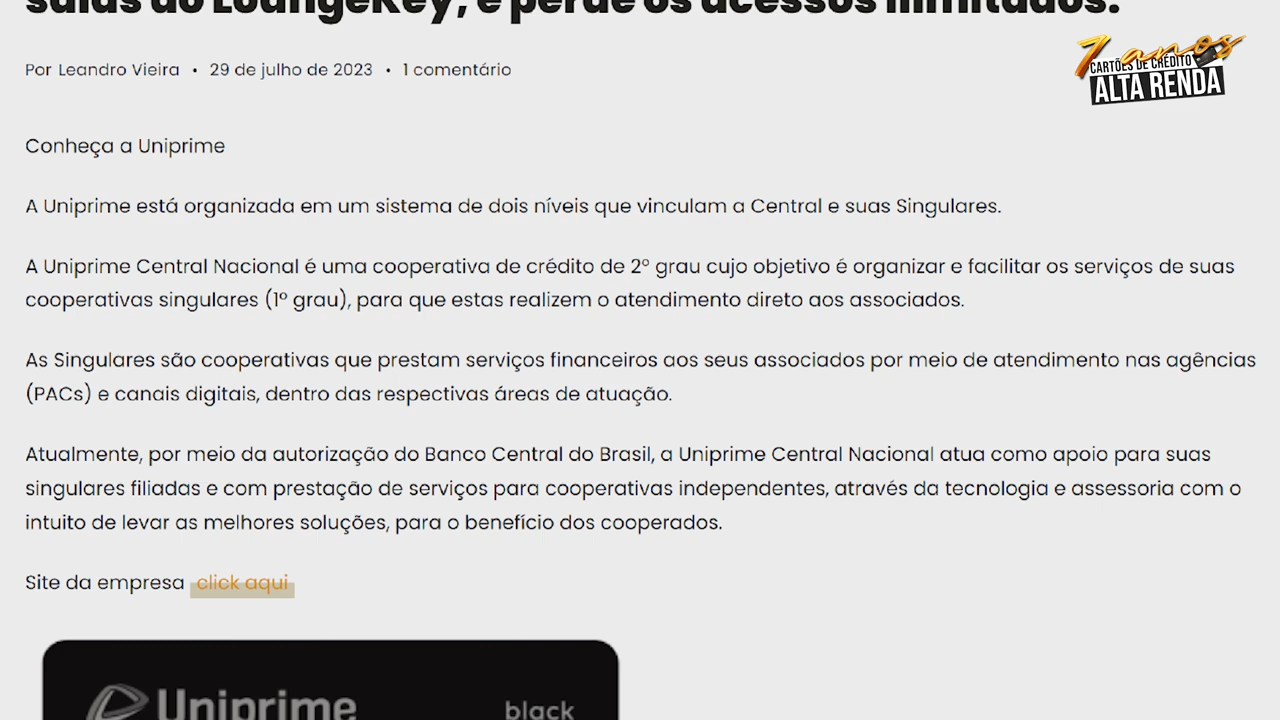 salas do LoungeKey, e perde os acessos ilimitados.
Por Leandro Vieira • 29 de julho de 2023 • 1 comentário
7 anos
CARTÕES DE CRÉDITO
ALTA RENDA
Conheça a Uniprime
A Uniprime está organizada em um sistema de dois níveis que vinculam a Central e suas Singulares.
A Uniprime Central Nacional é uma cooperativa de crédito de 2º grau cujo objetivo é organizar e facilitar os serviços de suas
cooperativas singulares (1º grau), para que estas realizem o atendimento direto aos associados.
As Singulares são cooperativas que prestam serviços financeiros aos seus associados por meio de atendimento nas agências
(PACs) e canais digitais, dentro das respectivas áreas de atuação.
Atualmente, por meio da autorização do Banco Central do Brasil, a Uniprime Central Nacional atua como apoio para suas
singulares filiadas e com prestação de serviços para cooperativas independentes, através da tecnologia e assessoria com o
intuito de levar as melhores soluções, para o benefício dos cooperados.
Site da empresa click aqui
Uniprime black